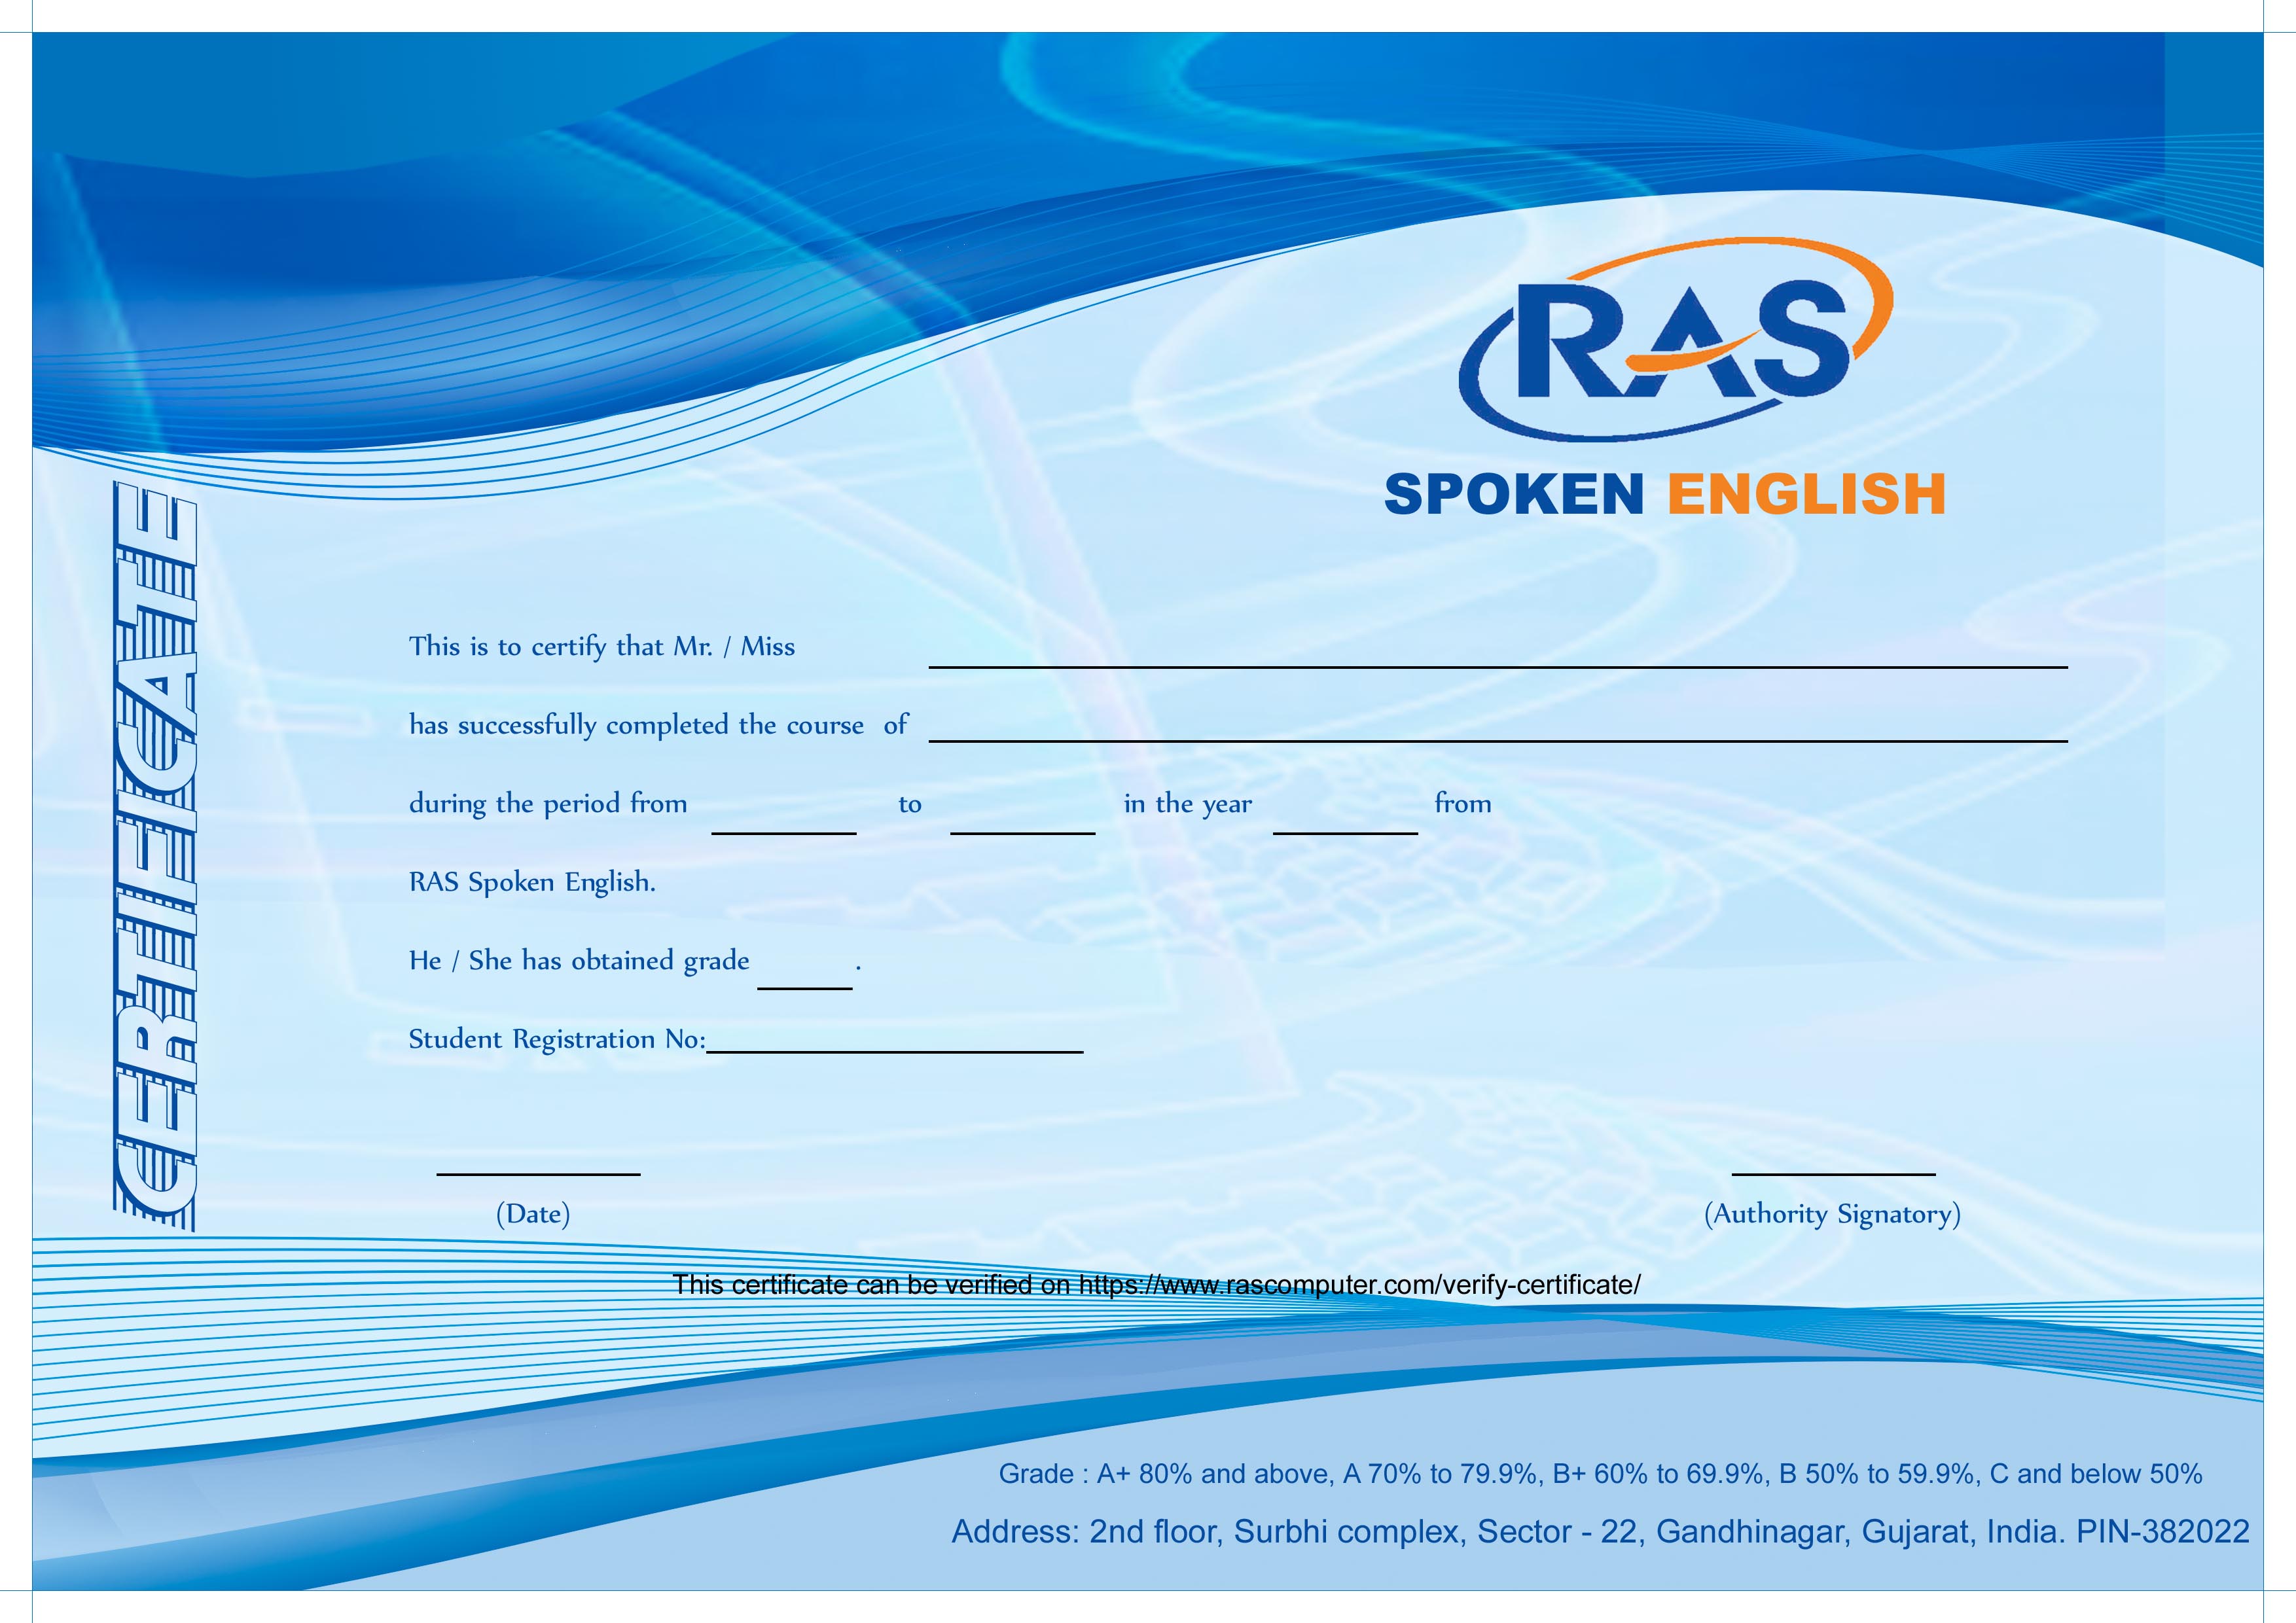 RAS
SPOKEN ENGLISH
CERTIFICATE
This is to certify that Mr. / Miss
has successfully completed the course of
during the period from to in the year from
RAS Spoken English.
He / She has obtained grade .
Student Registration No:
(Date) (Authority Signatory)
This certificate can be verified on https://www.rascomputer.com/verify-certificate/
Grade : A+ 80% and above, A 70% to 79.9%, B+ 60% to 69.9%, B 50% to 59.9%, C and below 50%
Address: 2nd floor, Surbhi complex, Sector - 22, Gandhinagar, Gujarat, India. PIN-382022